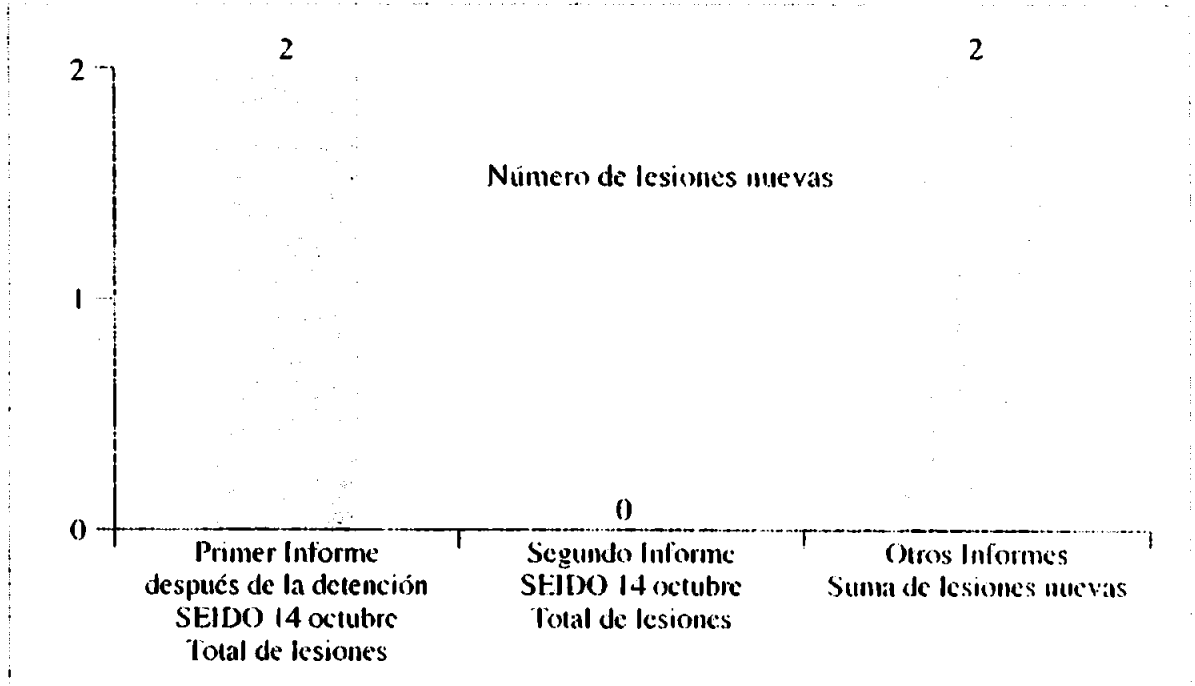 2
2
2
Número de lesiones nuevas
1
0
0
Primer Informe
después de la detención
SEIDO 14 octubre
Total de lesiones
Segundo Informe
SEIDO 14 octubre
Total de lesiones
Otros Informes
Suma de lesiones nuevas